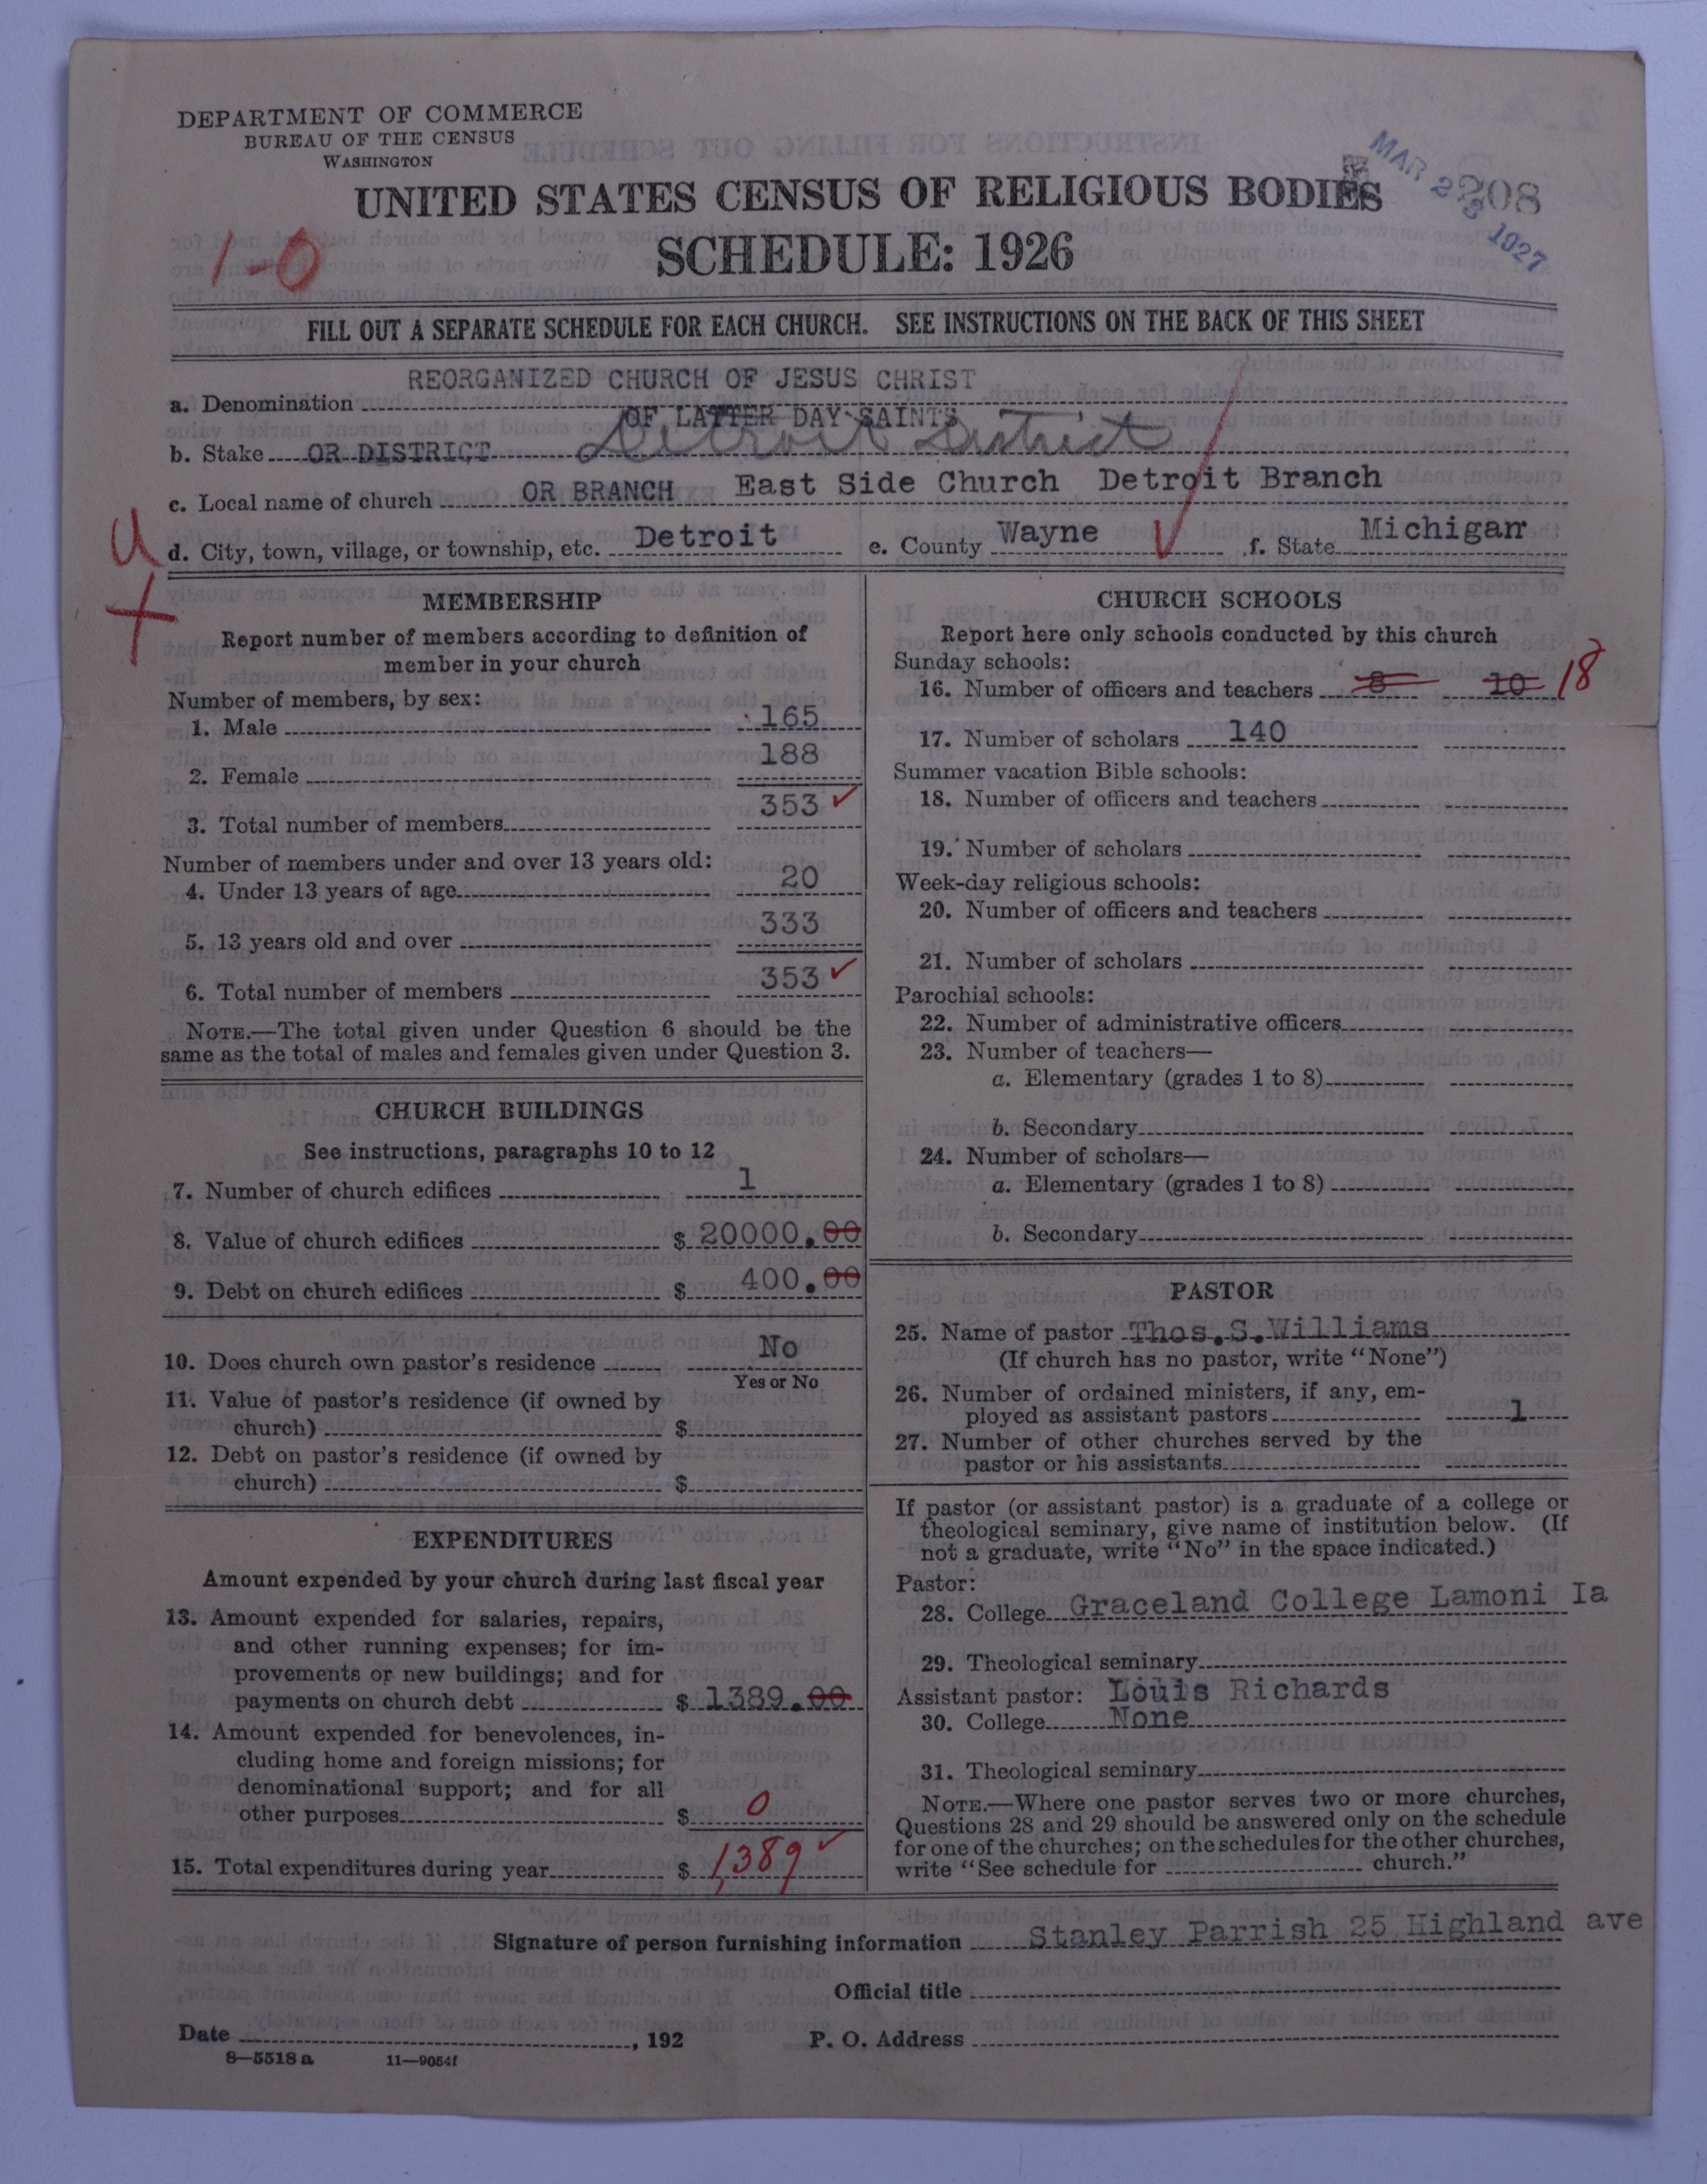 DEPARTMENT OF COMMERCE
BUREAU OF THE CENSUS
WASHINGTON
UNITED STATES CENSUS OF RELIGIOUS BODIES
SCHEDULE: 1926
MAR 23 1927
208
1-0
FILL OUT A SEPARATE SCHEDULE FOR EACH CHURCH. SEE INSTRUCTIONS ON THE BACK OF THIS SHEET
REORGANIZED CHURCH OF JESUS CHRIST
a. Denomination
OF LATTER DAY SAINTS
b. Stake OR DISTRICT Detroit District
c. Local name of church OR BRANCH East Side Church Detroit Branch
d. City, town, village, or township, etc. Detroit e. County Wayne f. State Michigan
MEMBERSHIP
Report number of members according to definition of
member in your church
Number of members, by sex:
1. Male 165
2. Female 188
3. Total number of members 353 ✓
Number of members under and over 13 years old:
4. Under 13 years of age 20
5. 13 years old and over 333
6. Total number of members 353 ✓
NOTE.—The total given under Question 6 should be the
same as the total of males and females given under Question 3.
CHURCH BUILDINGS
See instructions, paragraphs 10 to 12
7. Number of church edifices 1
8. Value of church edifices $ 20000.00
9. Debt on church edifices $ 400.00
10. Does church own pastor's residence No
Yes or No
11. Value of pastor's residence (if owned by
church) $
12. Debt on pastor's residence (if owned by
church) $
EXPENDITURES
Amount expended by your church during last fiscal year
13. Amount expended for salaries, repairs,
and other running expenses; for im-
provements or new buildings; and for
payments on church debt $ 1389.00
14. Amount expended for benevolences, in-
cluding home and foreign missions; for
denominational support; and for all
other purposes $ 0
15. Total expenditures during year $ 1,389 ✓
CHURCH SCHOOLS
Report here only schools conducted by this church
Sunday schools:
16. Number of officers and teachers 8 10 18
17. Number of scholars 140
Summer vacation Bible schools:
18. Number of officers and teachers
19. Number of scholars
Week-day religious schools:
20. Number of officers and teachers
21. Number of scholars
Parochial schools:
22. Number of administrative officers
23. Number of teachers—
a. Elementary (grades 1 to 8)
b. Secondary
24. Number of scholars—
a. Elementary (grades 1 to 8)
b. Secondary
PASTOR
25. Name of pastor Thos.S.Williams
(If church has no pastor, write "None")
26. Number of ordained ministers, if any, em-
ployed as assistant pastors 1
27. Number of other churches served by the
pastor or his assistants
If pastor (or assistant pastor) is a graduate of a college or
theological seminary, give name of institution below. (If
not a graduate, write "No" in the space indicated.)
Pastor:
28. College Graceland College Lamoni Ia
29. Theological seminary
Assistant pastor: Louis Richards
30. College None
31. Theological seminary
NOTE.—Where one pastor serves two or more churches,
Questions 28 and 29 should be answered only on the schedule
for one of the churches; on the schedules for the other churches,
write "See schedule for church."
Signature of person furnishing information Stanley Parrish 25 Highland ave
Official title
Date , 192 P. O. Address
8—5518 a 11—9054f